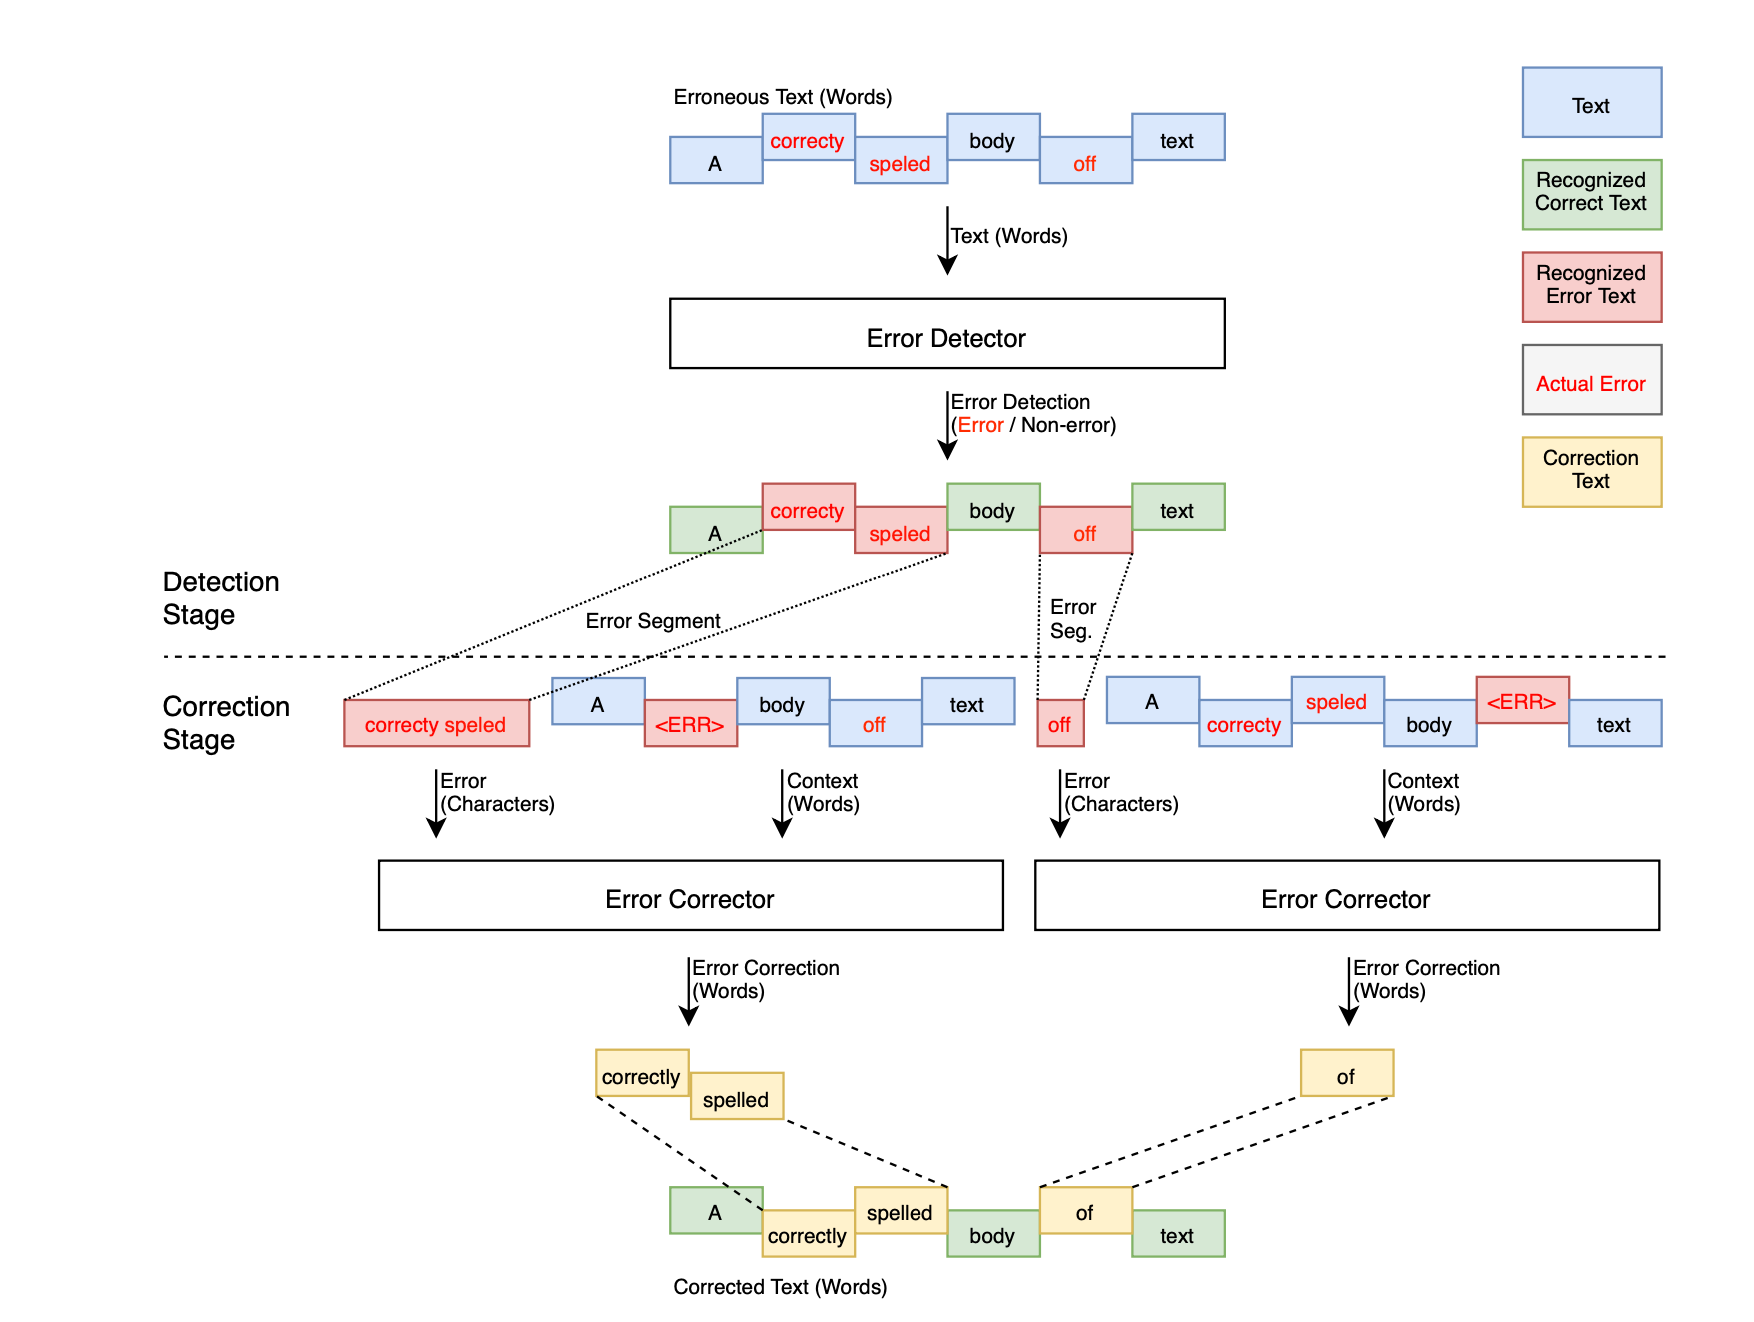 Erroneous Text (Words)
A correcty speled body off text
Text (Words)
Error Detector
Error Detection
(Error / Non-error)
A correcty speled body off text
Detection
Stage
Error Segment
Error
Seg.
Correction
Stage
correcty speled
A <ERR> body off text
off
A correcty speled body <ERR> text
Error
(Characters)
Context
(Words)
Error
(Characters)
Context
(Words)
Error Corrector
Error Corrector
Error Correction
(Words)
Error Correction
(Words)
correctly spelled
of
A correctly spelled body of text
Corrected Text (Words)
Text
Recognized
Correct Text
Recognized
Error Text
Actual Error
Correction
Text